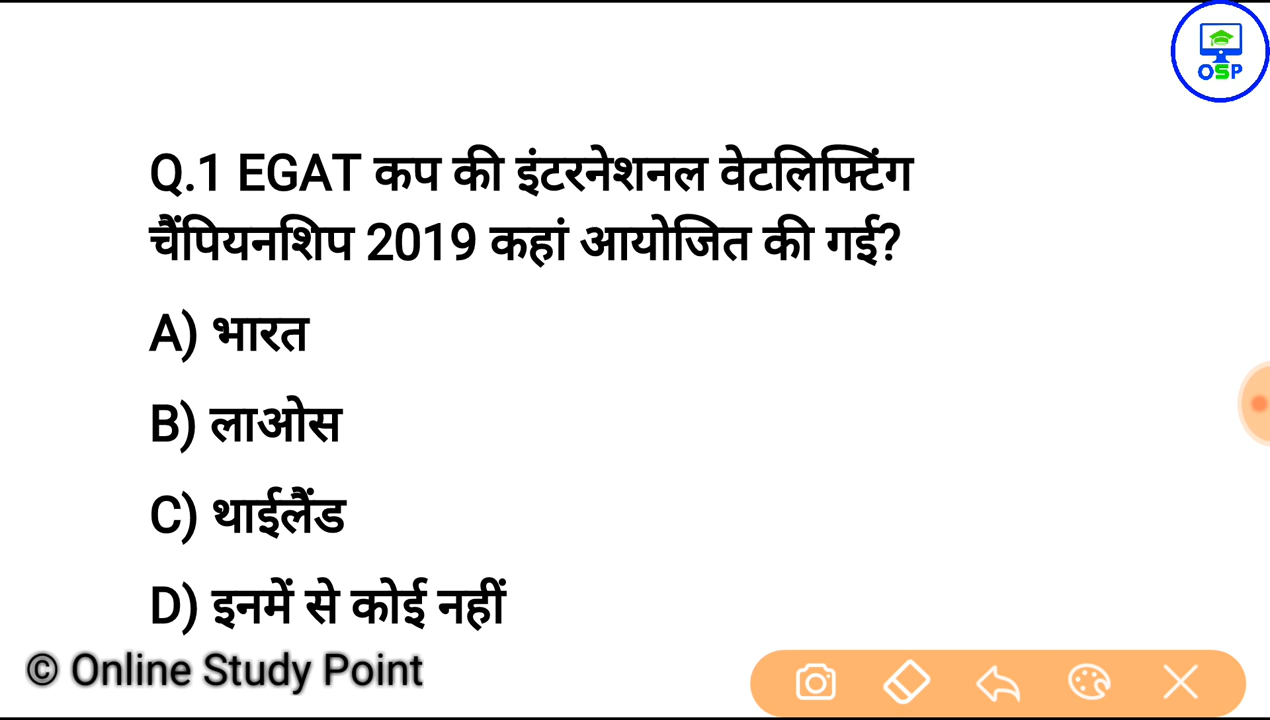 OSP
Q.1 EGAT कप की इंटरनेशनल वेटलिफ्टिंग
चैंपियनशिप 2019 कहां आयोजित की गई?
A) भारत
B) लाओस
C) थाईलैंड
D) इनमें से कोई नहीं
© Online Study Point